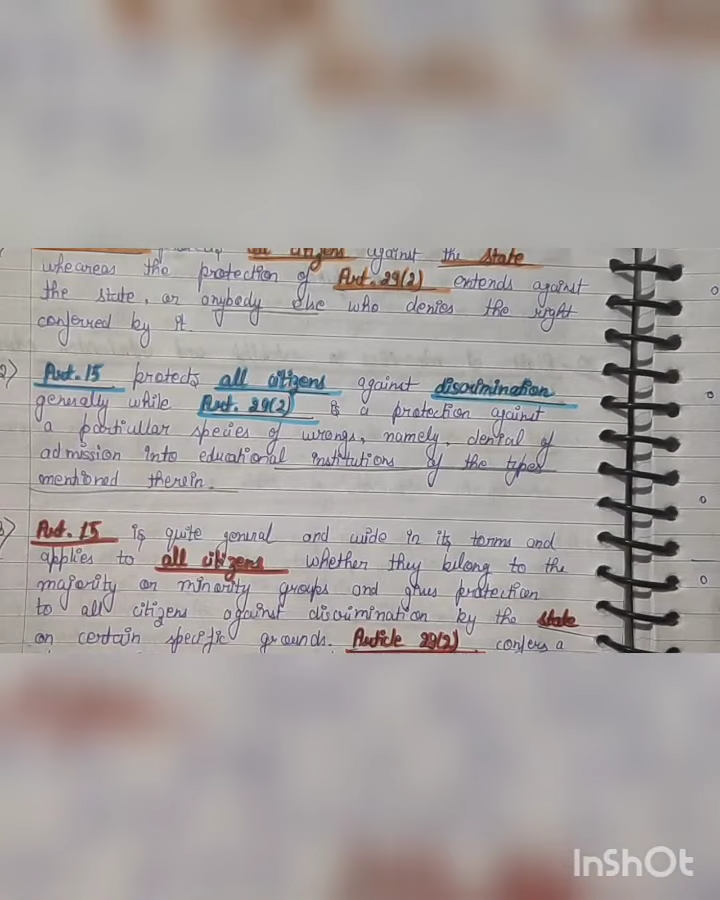 all citizens against the state
wheareas the protection of Art. 29(2) extends against
the state, or anybody else who denies the right
conferred by it
2) Art. 15 protects all citizens against discrimination
generally while Art. 29(2) is a protection against
a particular species of wrongs, namely, denial of
admission into educational institutions of the types
mentioned therein.
Art. 15 is quite general and wide in its terms and
applies to all citizens whether they belong to the
majority or minority groups and gives protection
to all citizens against discrimination by the state
on certain specific grounds. Article 29(2) confers a
InShOt